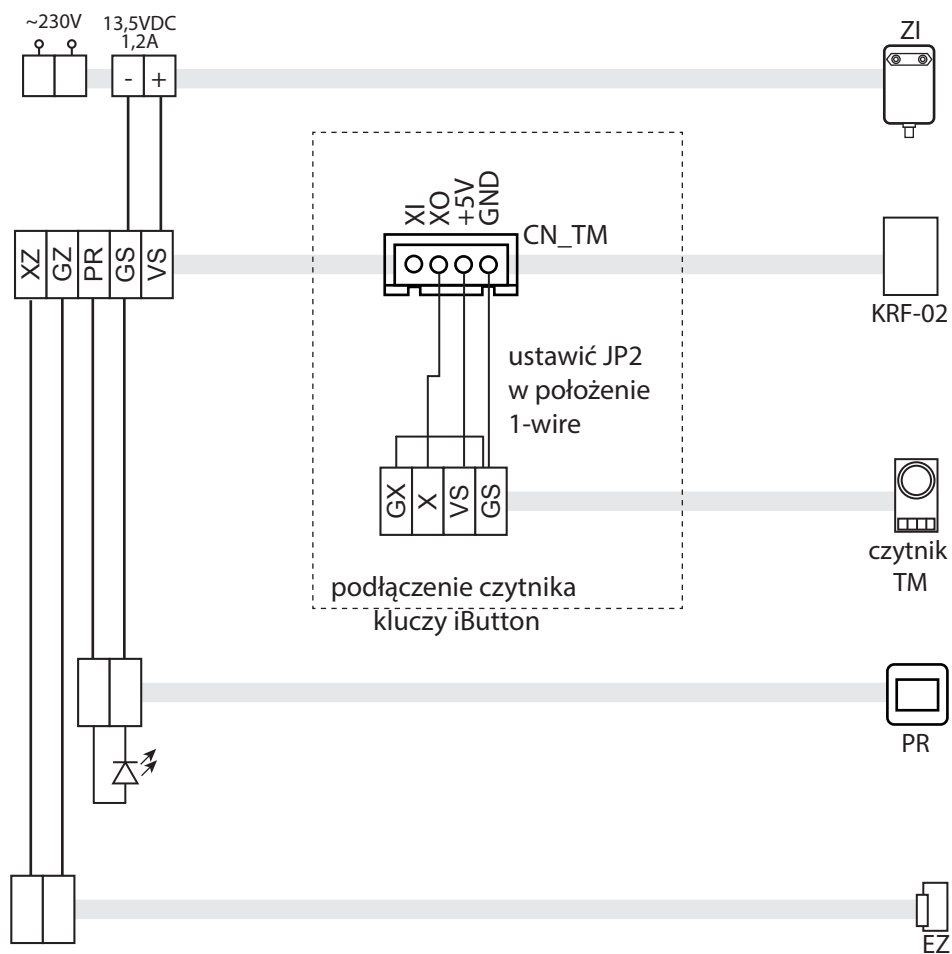 ~230V
13,5VDC
1,2A
- +
ZI
XI
XO
+5V
GND
CN_TM
XZ
GZ
PR
GS
VS
KRF-02
ustawić JP2
w położenie
1-wire
GX
X
VS
GS
czytnik
TM
podłączenie czytnika
kluczy iButton
PR
EZ